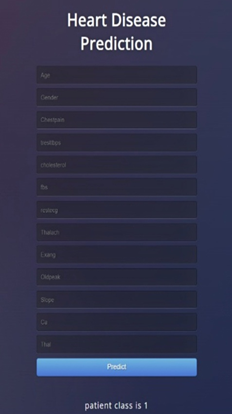 Heart Disease
Prediction
Age
Gender
Chestpain
trestbps
cholesterol
fbs
restecg
Thalach
Exang
Oldpeak
Slope
Ca
Thal
Predict
patient class is 1